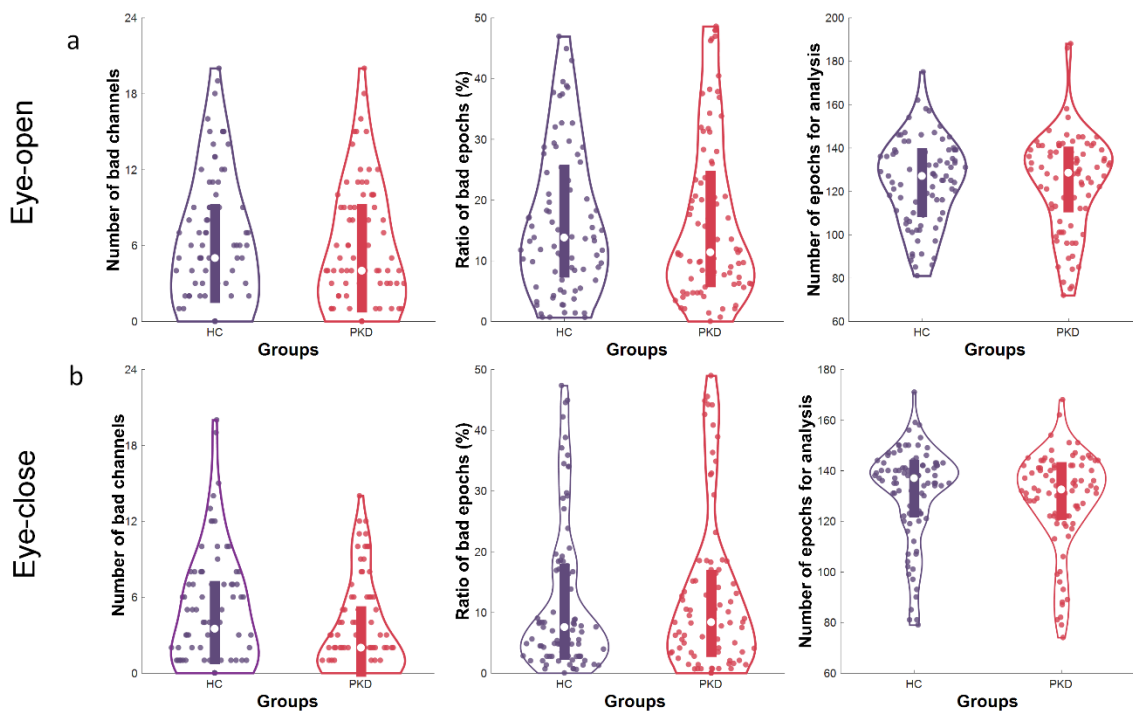 a
Eye-open
Number of bad channels
24
18
12
6
0
HC
PKD
Groups
Ratio of bad epochs (%)
50
40
30
20
10
0
HC
PKD
Groups
Number of epochs for analysis
200
180
160
140
120
100
80
60
HC
PKD
Groups
b
Eye-close
Number of bad channels
24
18
12
6
0
HC
PKD
Groups
Ratio of bad epochs (%)
50
40
30
20
10
0
HC
PKD
Groups
Number of epochs for analysis
180
160
140
120
100
80
60
HC
PKD
Groups